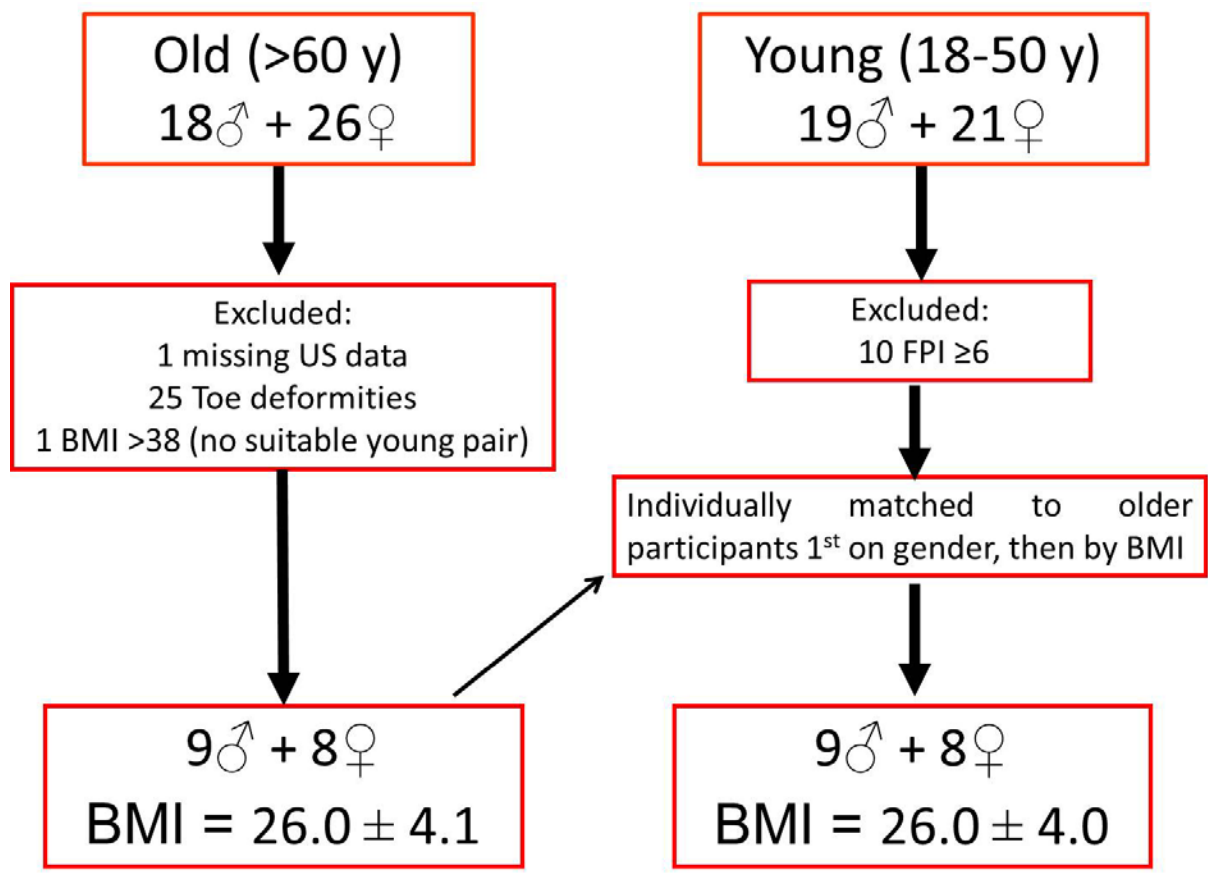 Old (>60 y)
18♂ + 26♀
Excluded:
1 missing US data
25 Toe deformities
1 BMI >38 (no suitable young pair)
9♂ + 8♀
BMI = 26.0 ± 4.1
Young (18-50 y)
19♂ + 21♀
Excluded:
10 FPI ≥6
Individually matched to older
participants 1st on gender, then by BMI
9♂ + 8♀
BMI = 26.0 ± 4.0